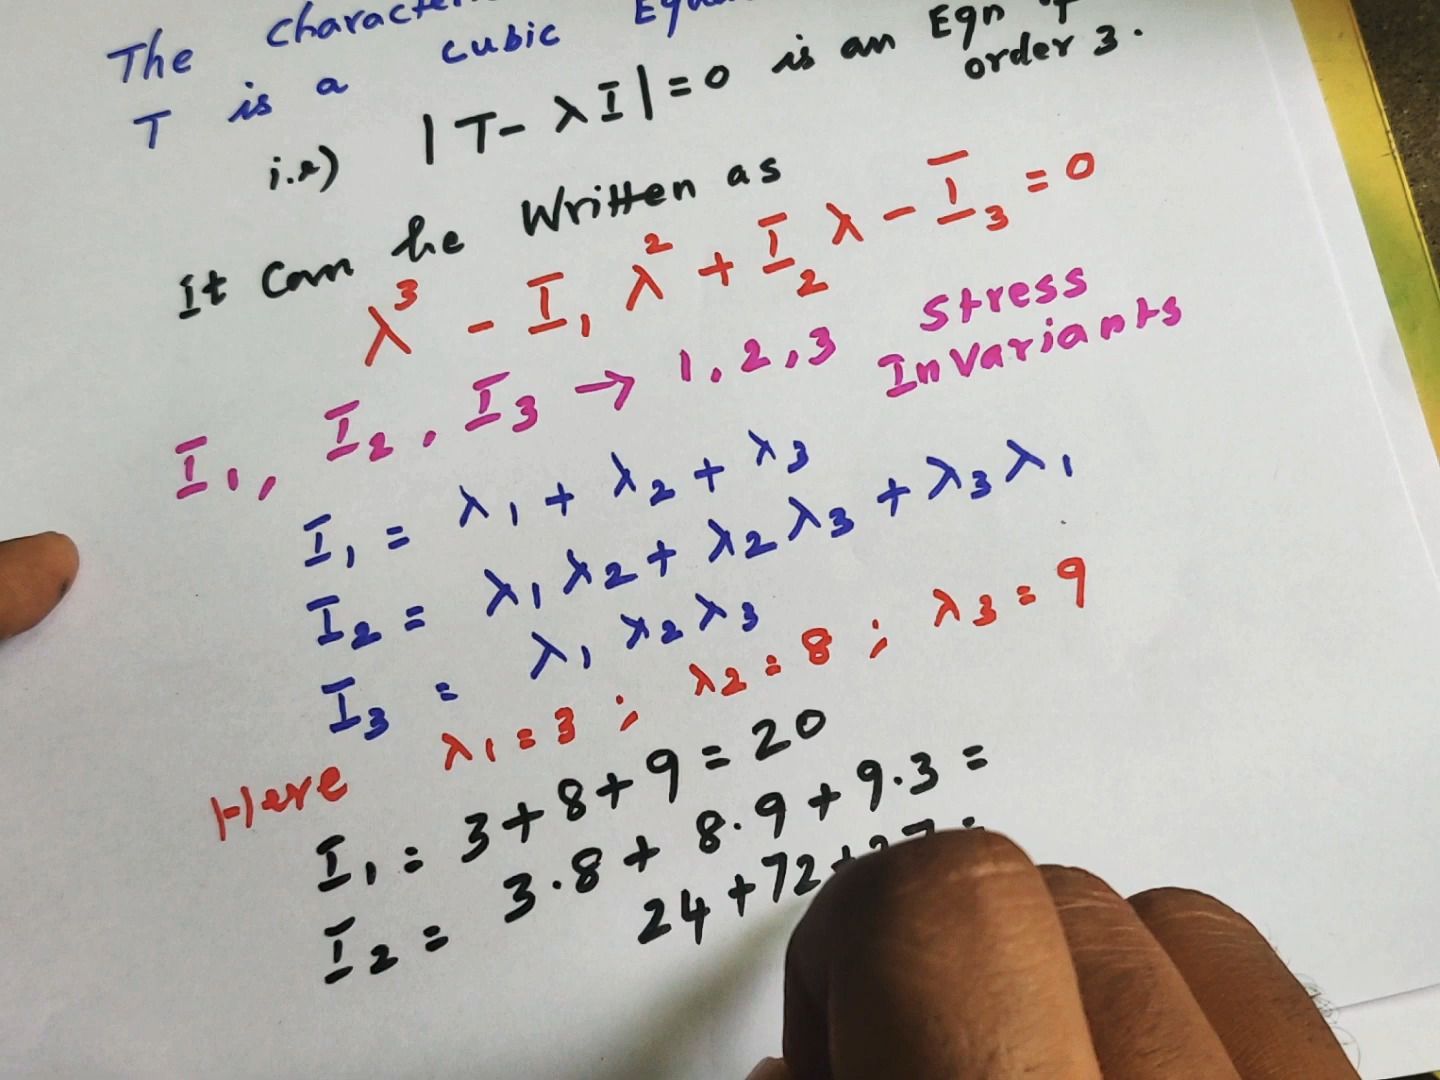 The
T is a cubic
i.e) |T-λI|=0 is an Eqn
order 3.
It Can be Written as
λ³ - I₁ λ² + I₂ λ - I₃ = 0
I₁, I₂, I₃ → 1,2,3 Stress
Invariants
I₁ = λ₁ + λ₂ + λ₃
I₂ = λ₁λ₂ + λ₂λ₃ + λ₃λ₁
I₃ = λ₁ λ₂ λ₃
Here λ₁=3 ; λ₂=8 ; λ₃=9
I₁ = 3+8+9=20
I₂ = 3.8+8.9+9.3=
24+72+